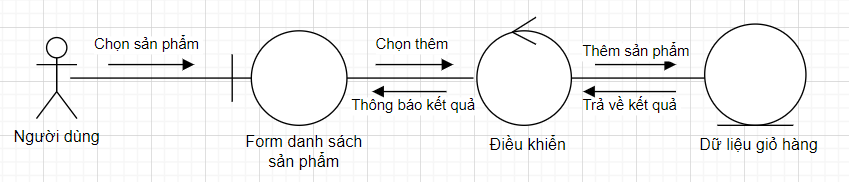 Chọn sản phẩm
Chọn thêm
Thêm sản phẩm
Thông báo kết quả
Trả về kết quả
Người dùng
Form danh sách
sản phẩm
Điều khiển
Dữ liệu giỏ hàng